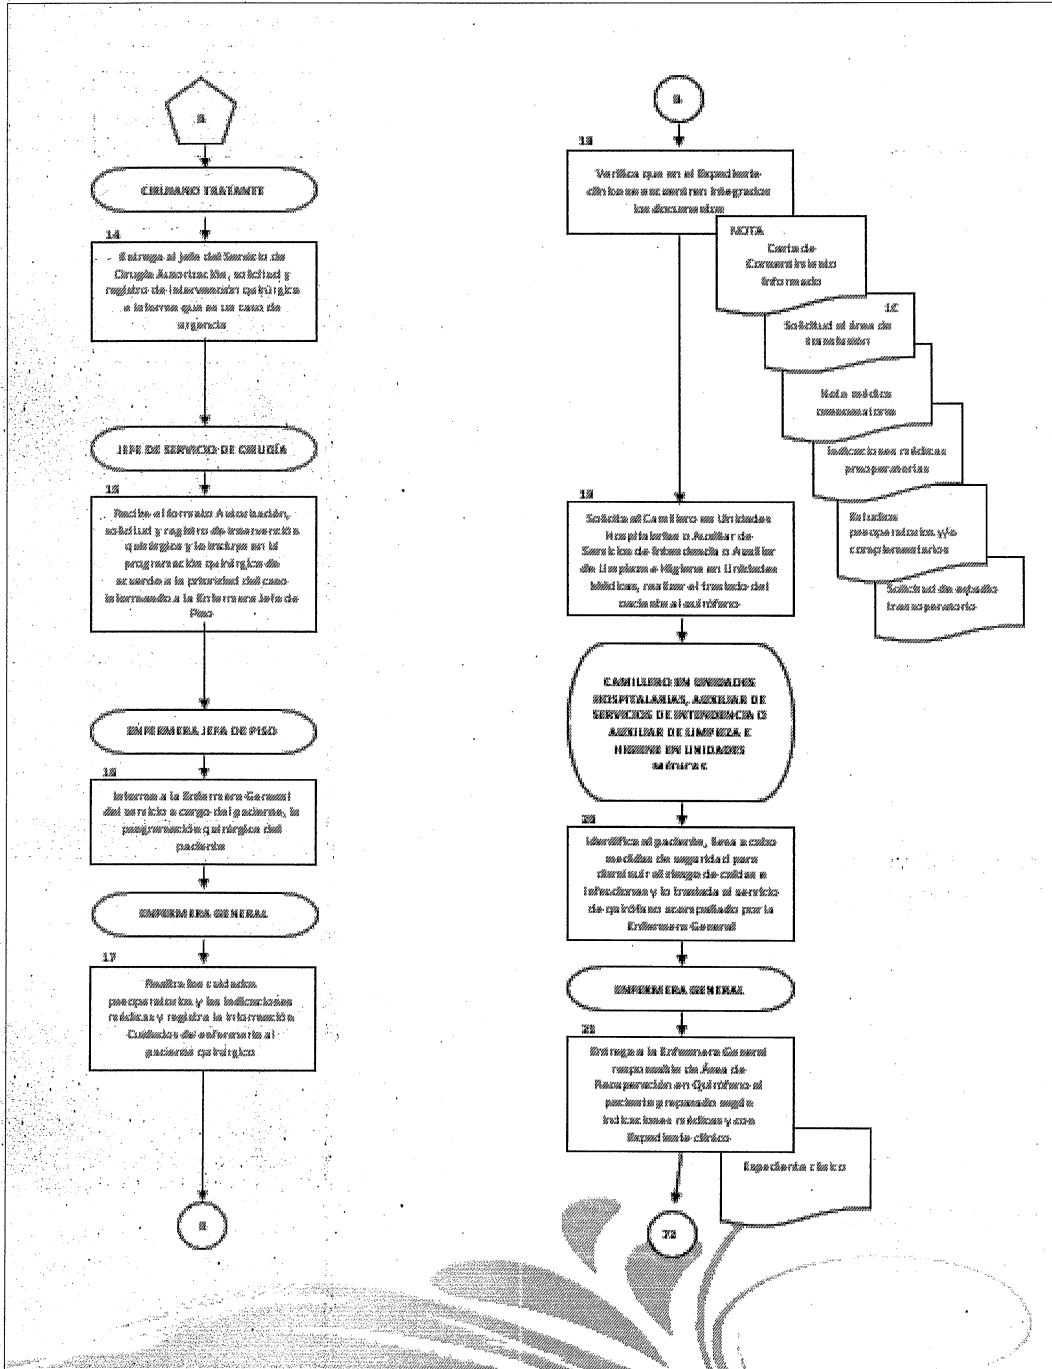 CIRUJANO TRATANTE
14
Entrega al Jefe del Servicio de
Cirugía Autorización, solicitud y
registro de intervención quirúrgica
e informa que es un caso de
urgencia
JEFE DE SERVICIO DE CIRUGÍA
15
Recibe el formato Autorización,
solicitud y registro de intervención
quirúrgica y lo incluye en la
programación quirúrgica de
acuerdo a la prioridad del caso
informando a la Enfermera Jefe de
Piso
ENFERMERA JEFA DE PISO
16
Informa a la Enfermera General
del servicio a cargo del paciente, la
programación quirúrgica del
paciente
ENFERMERA GENERAL
17
Realiza los cuidados
preoperatorios y las indicaciones
médicas y registra la información
Cuidados de enfermería al
paciente quirúrgico
18
Verifica que en el Expediente
clínico se encuentren integrados
los documentos
NOTA
Carta de
Consentimiento
Informado
Solicitud al área de
transfusión
Nota médica
Indicaciones médicas
preoperatorias
Estudios
preoperatorios y/o
complementarios
Solicitud de estudio
transoperatorio
19
Solicita al Camillero en Unidades
Hospitalarias o Auxiliar de
Servicios de Intendencia o Auxiliar
de Limpieza e Higiene en Unidades
Médicas, realizar el traslado del
paciente al quirófano
CAMILLERO EN UNIDADES
HOSPITALARIAS, AUXILIAR DE
SERVICIOS DE INTENDENCIA O
AUXILIAR DE LIMPIEZA E
HIGIENE EN UNIDADES
MÉDICAS
20
Identifica al paciente, lleva a cabo
medidas de seguridad para
disminuir el riesgo de caídas e
infecciones y lo traslada al servicio
de quirófano acompañado por la
Enfermera General
ENFERMERA GENERAL
21
Entrega a la Enfermera General
responsable de Área de
Recuperación en Quirófano al
paciente preparado según
indicaciones médicas y con
Expediente clínico
Expediente clínico